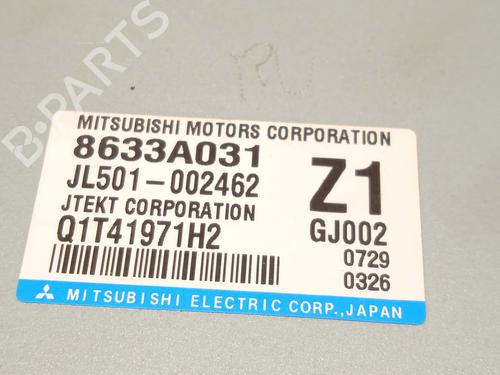 B-PARTS
MITSUBISHI MOTORS CORPORATION
8633A031
JL501-002462
JTEKT CORPORATION
Q1T41971H2
Z1
GJ002
0729
0326
MITSUBISHI ELECTRIC CORP.,JAPAN